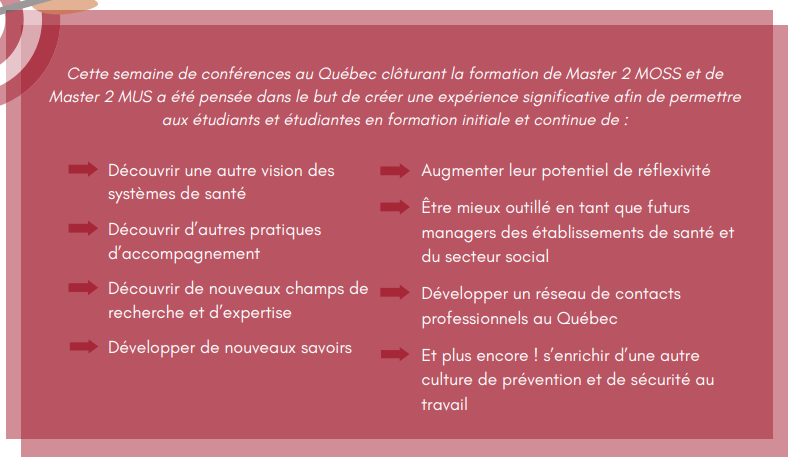 Cette semaine de conférences au Québec clôturant la formation de Master 2 MOSS et de
Master 2 MUS a été pensée dans le but de créer une expérience significative afin de permettre
aux étudiants et étudiantes en formation initiale et continue de :
Découvrir une autre vision des
systèmes de santé
Découvrir d'autres pratiques
d'accompagnement
Découvrir de nouveaux champs de
recherche et d'expertise
Développer de nouveaux savoirs
Augmenter leur potentiel de réflexivité
Être mieux outillé en tant que futurs
managers des établissements de santé et
du secteur social
Développer un réseau de contacts
professionnels au Québec
Et plus encore ! s'enrichir d'une autre
culture de prévention et de sécurité au
travail